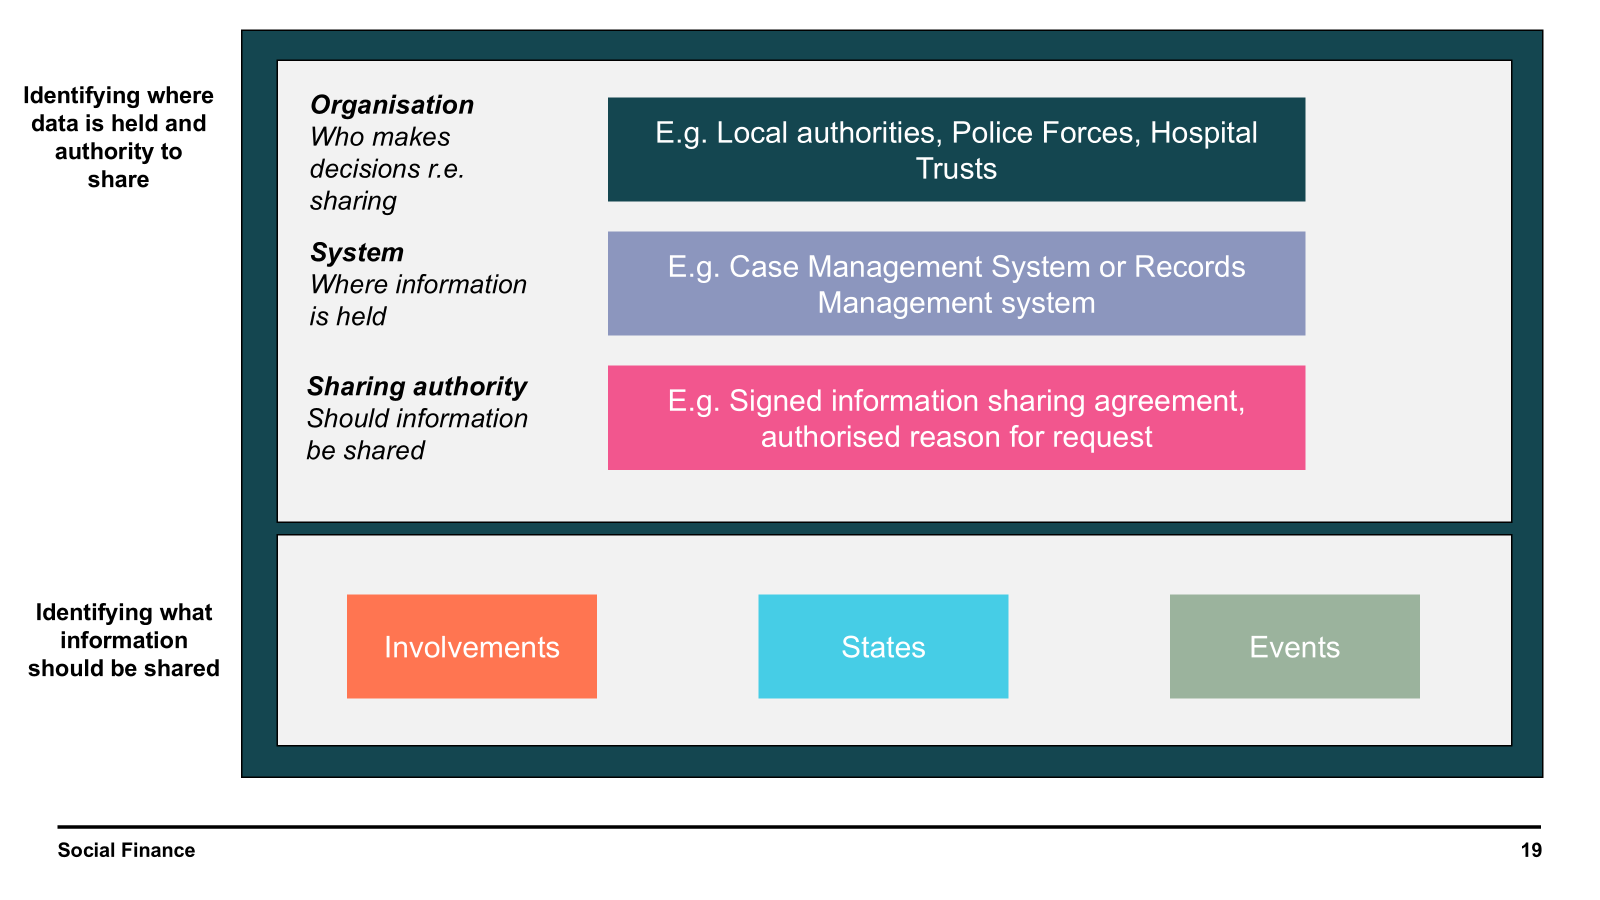 Identifying where
data is held and
authority to
share
Organisation
Who makes
decisions r.e.
sharing
E.g. Local authorities, Police Forces, Hospital
Trusts
System
Where information
is held
E.g. Case Management System or Records
Management system
Sharing authority
Should information
be shared
E.g. Signed information sharing agreement,
authorised reason for request
Identifying what
information
should be shared
Involvements
States
Events
Social Finance
19